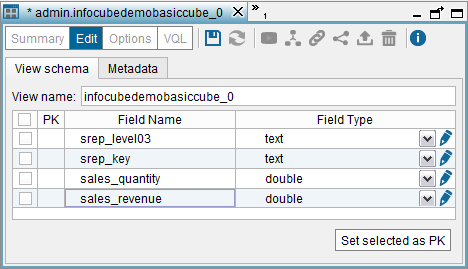 * admin.infocubedemobasiccube_0
» 1
Summary Edit Options VQL
View schema Metadata
View name: infocubedemobasiccube_0
PK Field Name Field Type
srep_level03 text
srep_key text
sales_quantity double
sales_revenue double
Set selected as PK